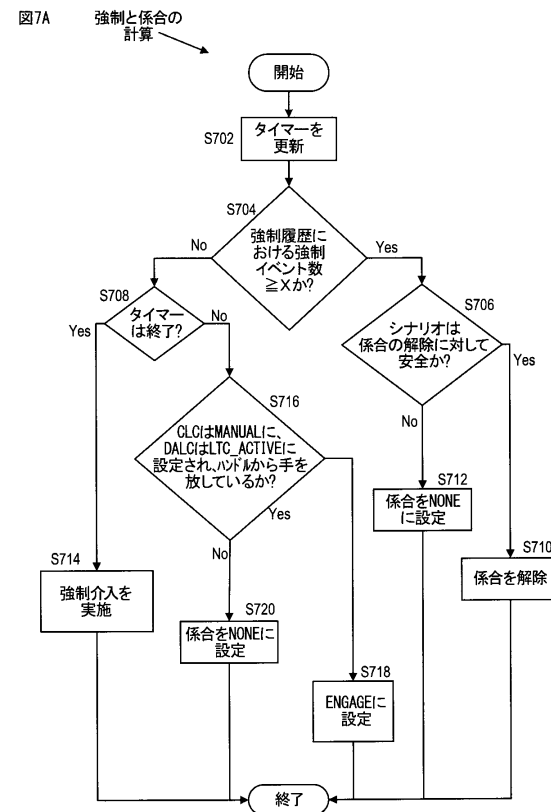 図7A
強制と係合の
計算
開始
S702
タイマーを
更新
S704
強制履歴に
おける強制
イベント数
≧Xか?
No
Yes
S708
タイマー
は終了?
Yes
No
S706
シナリオは
係合の解除に対して
安全か?
Yes
No
S716
CLCはMANUALに、
DALCはLTC_ACTIVEに
設定され、ハンドルから手を
放しているか?
Yes
No
S712
係合をNONE
に設定
S710
係合を解除
S714
強制介入を
実施
S720
係合をNONEに
設定
S718
ENGAGEに
設定
終了